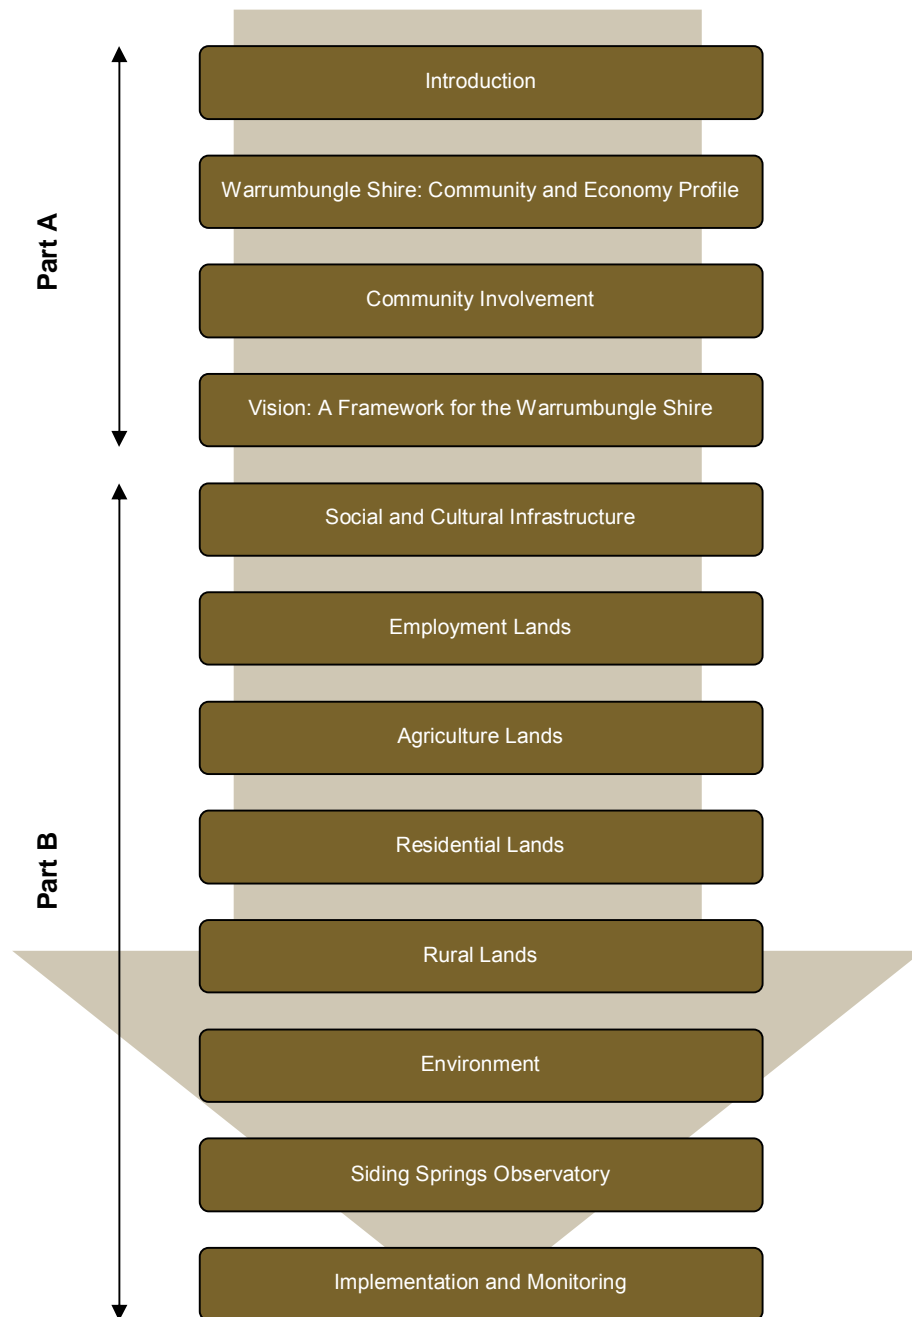 Part A
Introduction
Warrumbungle Shire: Community and Economy Profile
Community Involvement
Vision: A Framework for the Warrumbungle Shire
Part B
Social and Cultural Infrastructure
Employment Lands
Agriculture Lands
Residential Lands
Rural Lands
Environment
Siding Springs Observatory
Implementation and Monitoring